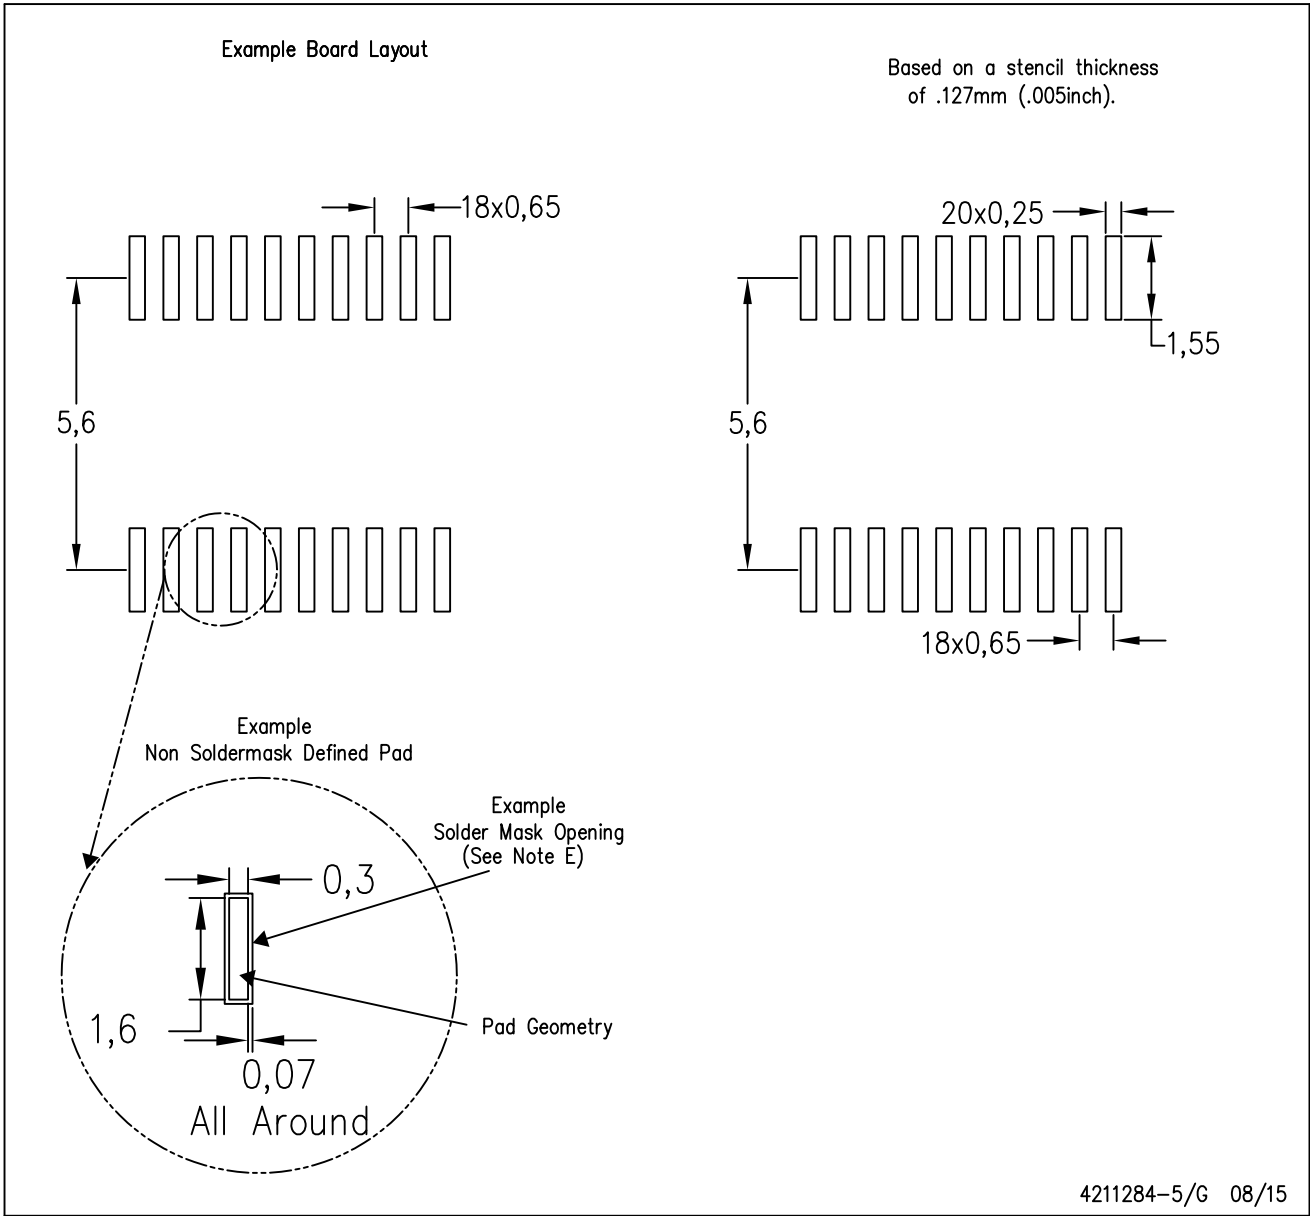 Example Board Layout
Based on a stencil thickness
of .127mm (.005inch).
18x0,65
20x0,25
1,55
5,6
5,6
18x0,65
Example
Non Soldermask Defined Pad
Example
Solder Mask Opening
(See Note E)
0,3
1,6
Pad Geometry
0,07
All Around
4211284-5/G 08/15